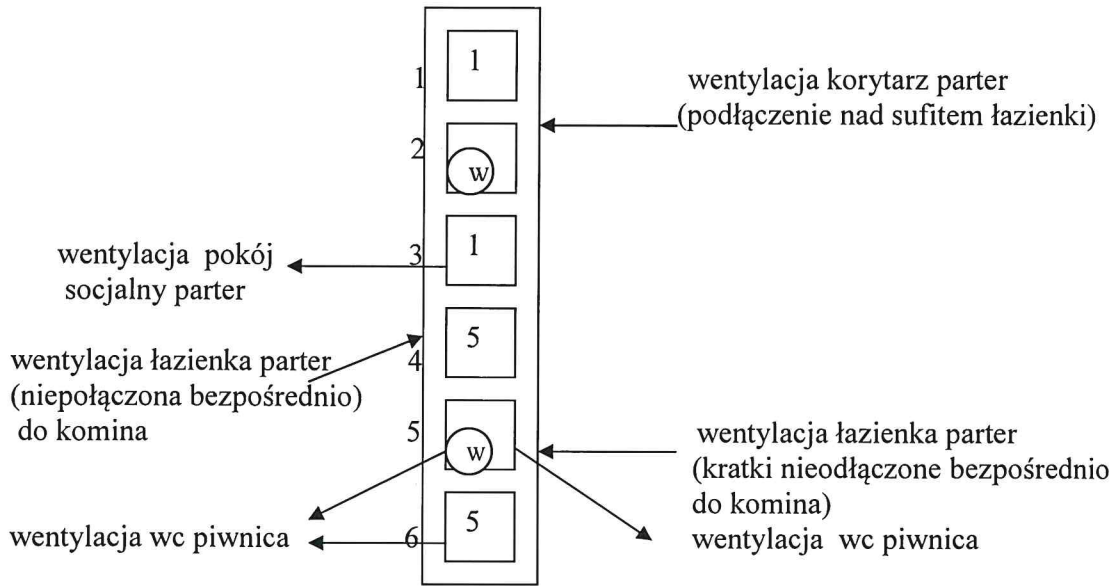 1
1
wentylacja korytarz parter
(podłączenie nad sufitem łazienki)
2
w
wentylacja pokój
socjalny parter
3
1
wentylacja łazienka parter
(niepołączona bezpośrednio)
do komina
4
5
5
w
wentylacja łazienka parter
(kratki nieodłączone bezpośrednio
do komina)
wentylacja wc piwnica
6
5
wentylacja wc piwnica